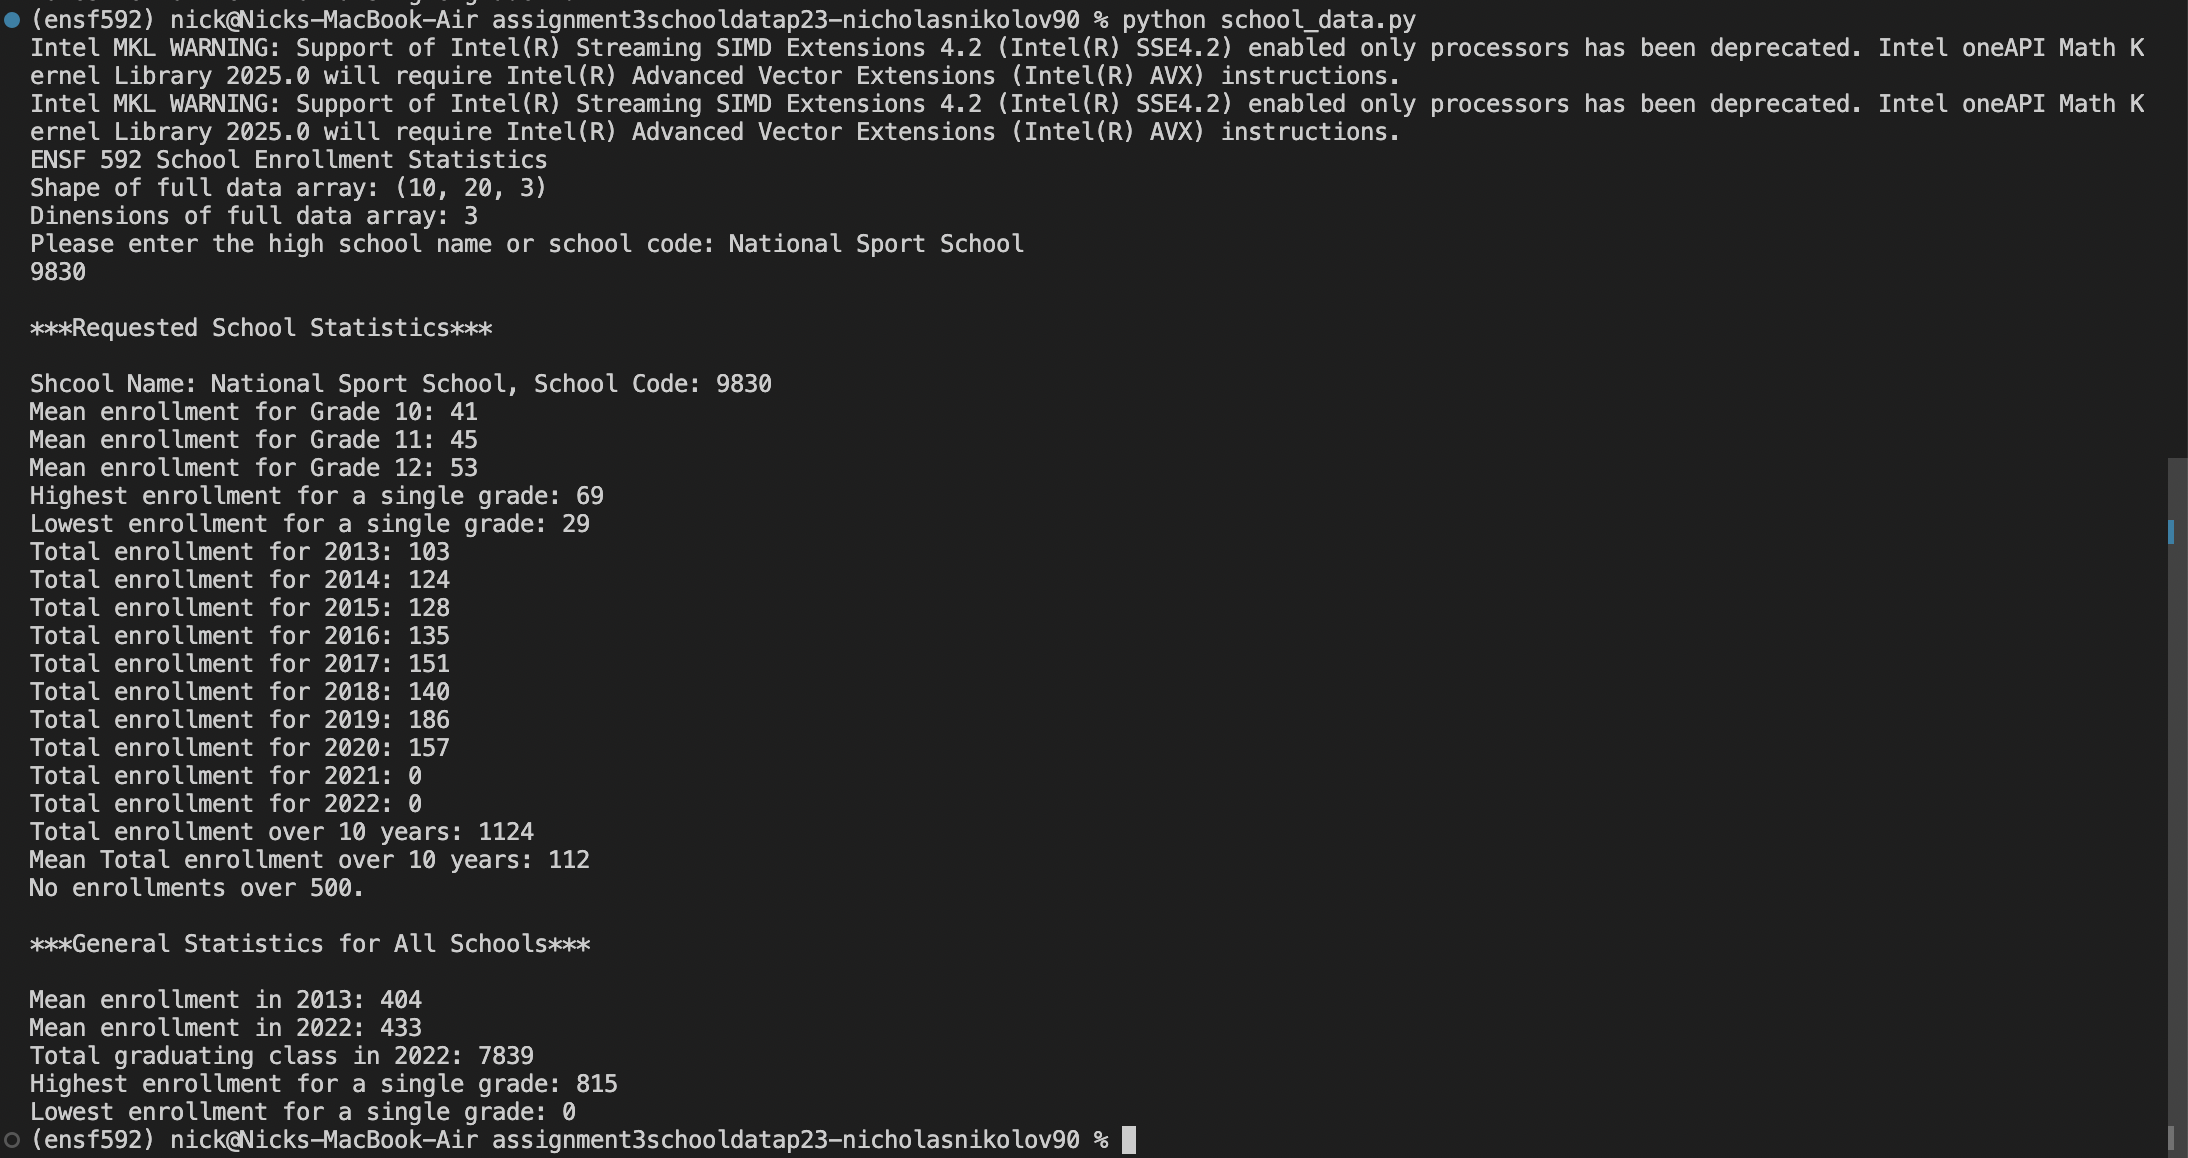 (ensf592) nick@Nicks-MacBook-Air assignment3schooldatap23-nicholasnikolov90 % python school_data.py
Intel MKL WARNING: Support of Intel(R) Streaming SIMD Extensions 4.2 (Intel(R) SSE4.2) enabled only processors has been deprecated. Intel oneAPI Math K
ernel Library 2025.0 will require Intel(R) Advanced Vector Extensions (Intel(R) AVX) instructions.
Intel MKL WARNING: Support of Intel(R) Streaming SIMD Extensions 4.2 (Intel(R) SSE4.2) enabled only processors has been deprecated. Intel oneAPI Math K
ernel Library 2025.0 will require Intel(R) Advanced Vector Extensions (Intel(R) AVX) instructions.
ENSF 592 School Enrollment Statistics
Shape of full data array: (10, 20, 3)
Dinensions of full data array: 3
Please enter the high school name or school code: National Sport School
9830
***Requested School Statistics***
Shcool Name: National Sport School, School Code: 9830
Mean enrollment for Grade 10: 41
Mean enrollment for Grade 11: 45
Mean enrollment for Grade 12: 53
Highest enrollment for a single grade: 69
Lowest enrollment for a single grade: 29
Total enrollment for 2013: 103
Total enrollment for 2014: 124
Total enrollment for 2015: 128
Total enrollment for 2016: 135
Total enrollment for 2017: 151
Total enrollment for 2018: 140
Total enrollment for 2019: 186
Total enrollment for 2020: 157
Total enrollment for 2021: 0
Total enrollment for 2022: 0
Total enrollment over 10 years: 1124
Mean Total enrollment over 10 years: 112
No enrollments over 500.
***General Statistics for All Schools***
Mean enrollment in 2013: 404
Mean enrollment in 2022: 433
Total graduating class in 2022: 7839
Highest enrollment for a single grade: 815
Lowest enrollment for a single grade: 0
(ensf592) nick@Nicks-MacBook-Air assignment3schooldatap23-nicholasnikolov90 %